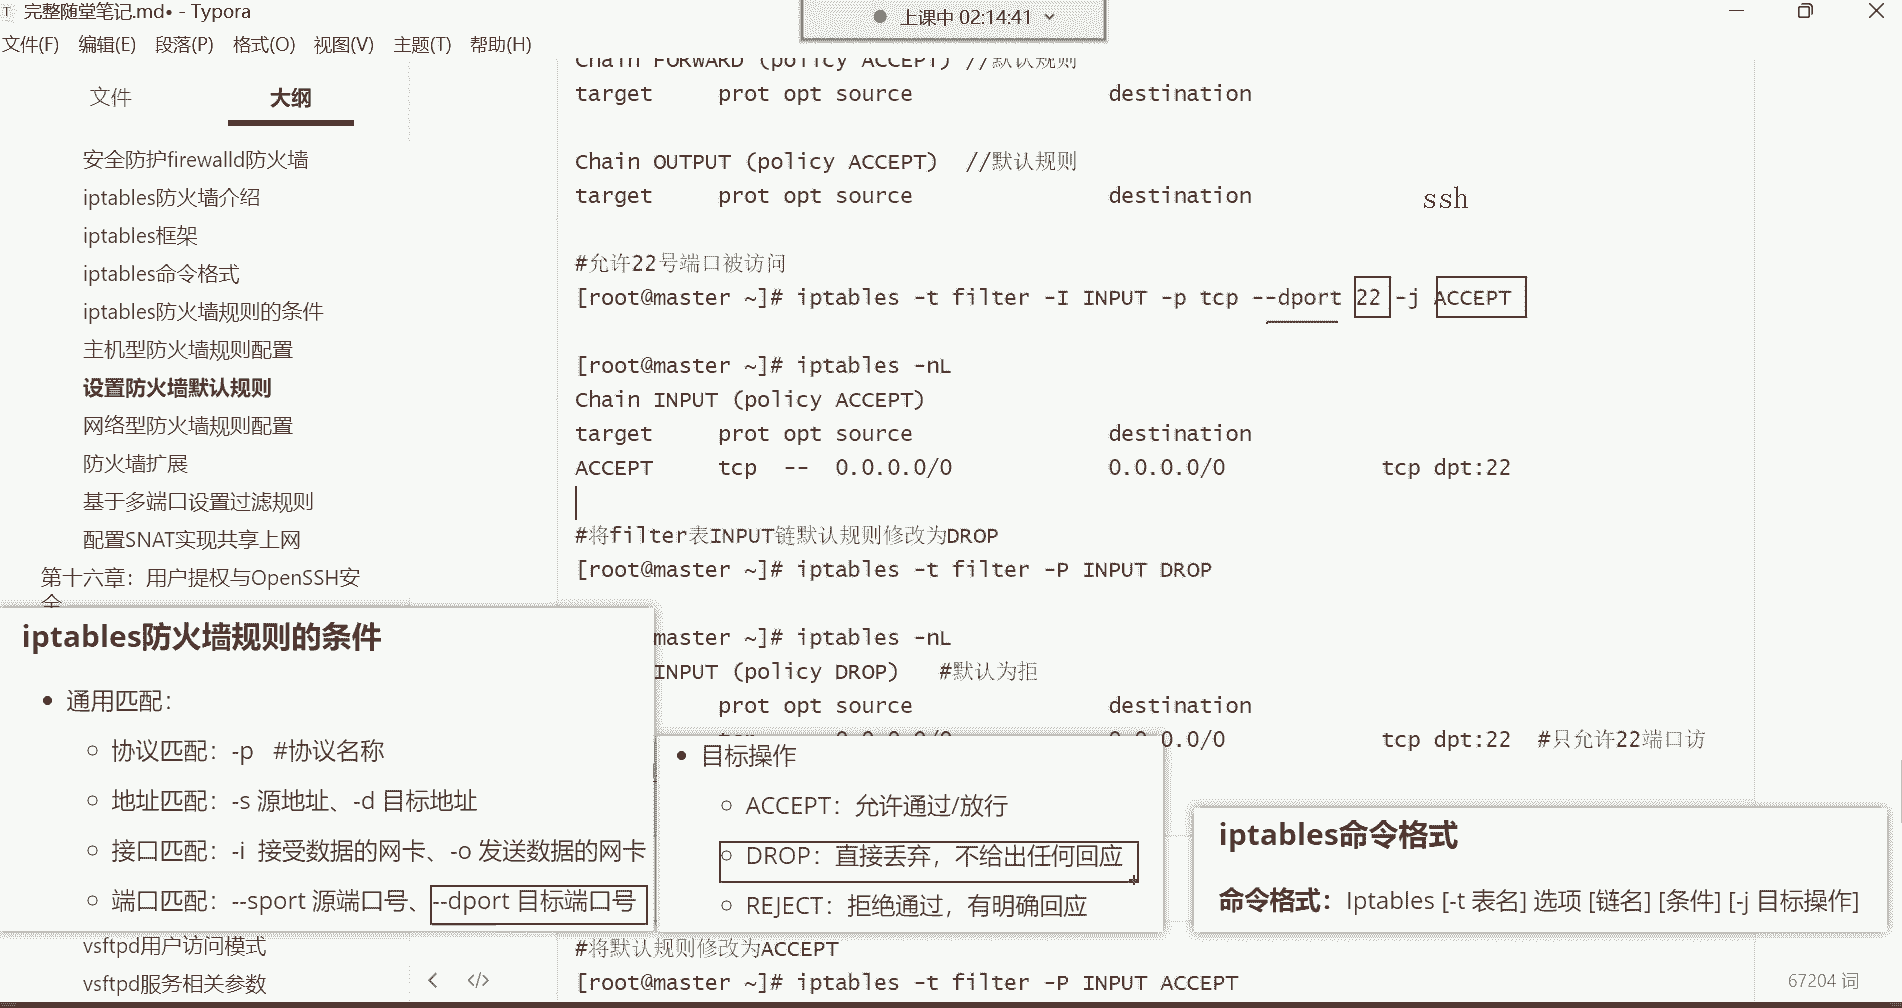 完整随堂笔记.md• - Typora
上课中 02:14:41
文件(F) 编辑(E) 段落(P) 格式(O) 视图(V) 主题(T) 帮助(H)
文件 大纲
安全防护firewalld防火墙
iptables防火墙介绍
iptables框架
iptables命令格式
iptables防火墙规则的条件
主机型防火墙规则配置
设置防火墙默认规则
网络型防火墙规则配置
防火墙扩展
基于多端口设置过滤规则
配置SNAT实现共享上网
第十六章：用户提权与OpenSSH安
全
vsftpd用户访问模式
vsftpd服务相关参数
Chain FORWARD (policy ACCEPT) //默认规则
target prot opt source destination
Chain OUTPUT (policy ACCEPT) //默认规则
target prot opt source destination
ssh
#允许22号端口被访问
[root@master ~]# iptables -t filter -I INPUT -p tcp --dport 22 -j ACCEPT
[root@master ~]# iptables -nL
Chain INPUT (policy ACCEPT)
target prot opt source destination
ACCEPT tcp -- 0.0.0.0/0 0.0.0.0/0 tcp dpt:22
#将filter表INPUT链默认规则修改为DROP
[root@master ~]# iptables -t filter -P INPUT DROP
master ~]# iptables -nL
INPUT (policy DROP) #默认为拒
prot opt source destination
0.0/0 tcp dpt:22 #只允许22端口访
#将默认规则修改为ACCEPT
[root@master ~]# iptables -t filter -P INPUT ACCEPT
iptables防火墙规则的条件
• 通用匹配：
○ 协议匹配：-p #协议名称
○ 地址匹配：-s 源地址、-d 目标地址
○ 接口匹配：-i 接受数据的网卡、-o 发送数据的网卡
○ 端口匹配：--sport 源端口号、--dport 目标端口号
• 目标操作
○ ACCEPT：允许通过/放行
○ DROP：直接丢弃，不给出任何回应
○ REJECT：拒绝通过，有明确回应
iptables命令格式
命令格式：Iptables [-t 表名] 选项 [链名] [条件] [-j 目标操作]
67204 词